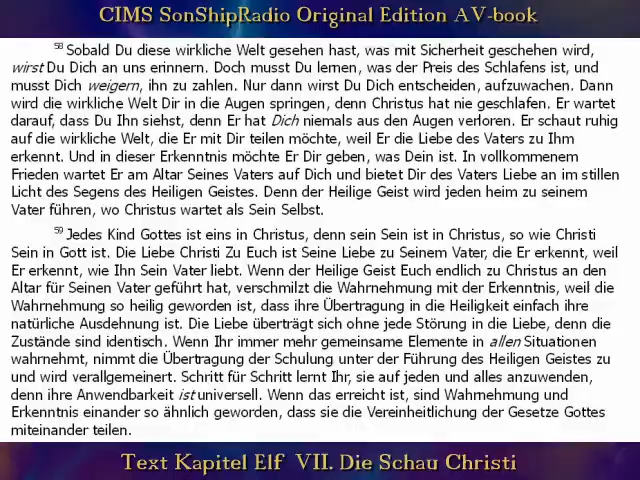 CIMS SonShipRadio Original Edition AV-book
58 Sobald Du diese wirkliche Welt gesehen hast, was mit Sicherheit geschehen wird,
wirst Du Dich an uns erinnern. Doch musst Du lernen, was der Preis des Schlafens ist, und
musst Dich weigern, ihn zu zahlen. Nur dann wirst Du Dich entscheiden, aufzuwachen. Dann
wird die wirkliche Welt Dir in die Augen springen, denn Christus hat nie geschlafen. Er wartet
darauf, dass Du Ihn siehst, denn Er hat Dich niemals aus den Augen verloren. Er schaut ruhig
auf die wirkliche Welt, die Er mit Dir teilen möchte, weil Er die Liebe des Vaters zu Ihm
erkennt. Und in dieser Erkenntnis möchte Er Dir geben, was Dein ist. In vollkommenem
Frieden wartet Er am Altar Seines Vaters auf Dich und bietet Dir des Vaters Liebe an im stillen
Licht des Segens des Heiligen Geistes. Denn der Heilige Geist wird jeden heim zu seinem
Vater führen, wo Christus wartet als Sein Selbst.
59 Jedes Kind Gottes ist eins in Christus, denn sein Sein ist in Christus, so wie Christi
Sein in Gott ist. Die Liebe Christi Zu Euch ist Seine Liebe zu Seinem Vater, die Er erkennt, weil
Er erkennt, wie Ihn Sein Vater liebt. Wenn der Heilige Geist Euch endlich zu Christus an den
Altar für Seinen Vater geführt hat, verschmilzt die Wahrnehmung mit der Erkenntnis, weil die
Wahrnehmung so heilig geworden ist, dass ihre Übertragung in die Heiligkeit einfach ihre
natürliche Ausdehnung ist. Die Liebe überträgt sich ohne jede Störung in die Liebe, denn die
Zustände sind identisch. Wenn Ihr immer mehr gemeinsame Elemente in allen Situationen
wahrnehmt, nimmt die Übertragung der Schulung unter der Führung des Heiligen Geistes zu
und wird verallgemeinert. Schritt für Schritt lernt Ihr, sie auf jeden und alles anzuwenden,
denn ihre Anwendbarkeit ist universell. Wenn das erreicht ist, sind Wahrnehmung und
Erkenntnis einander so ähnlich geworden, dass sie die Vereinheitlichung der Gesetze Gottes
miteinander teilen.
Text Kapitel Elf VII. Die Schau Christi